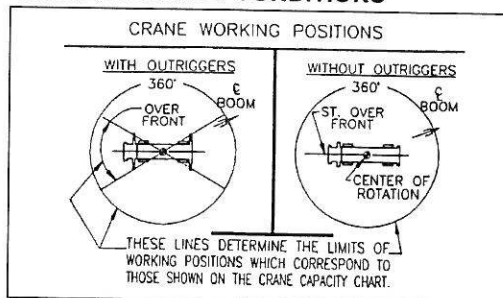 CRANE WORKING POSITIONS
WITH OUTRIGGERS
360°
OVER
FRONT
℄
BOOM
WITHOUT OUTRIGGERS
360°
ST. OVER
FRONT
℄
BOOM
CENTER OF
ROTATION
THESE LINES DETERMINE THE LIMITS OF
WORKING POSITIONS WHICH CORRESPOND TO
THOSE SHOWN ON THE CRANE CAPACITY CHART.